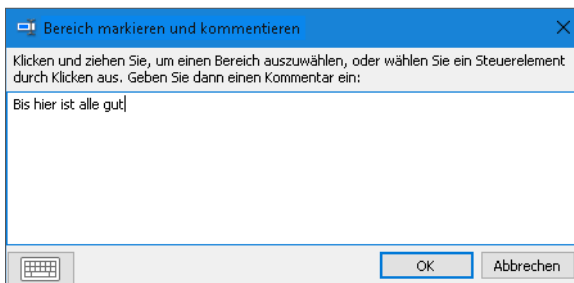 Bereich markieren und kommentieren
Klicken und ziehen Sie, um einen Bereich auszuwählen, oder wählen Sie ein Steuerelement
durch Klicken aus. Geben Sie dann einen Kommentar ein:
Bis hier ist alle gut
OK
Abbrechen